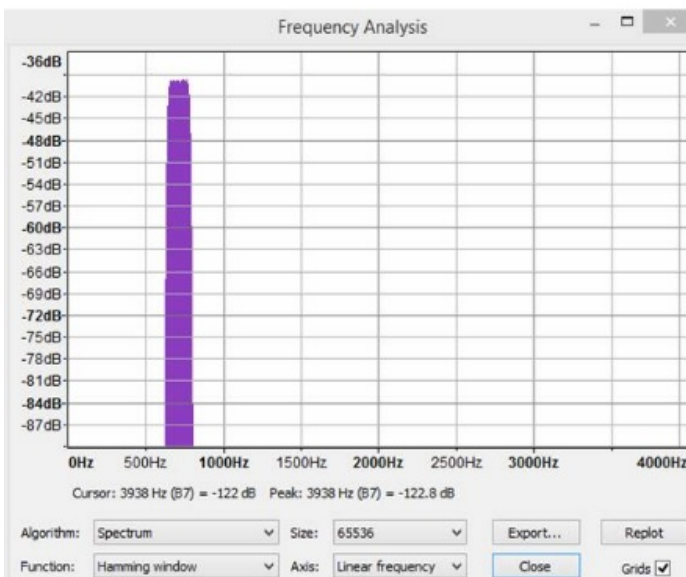 Frequency Analysis
-36dB
-42dB
-45dB
-48dB
-51dB
-54dB
-57dB
-60dB
-63dB
-66dB
-69dB
-72dB
-75dB
-78dB
-81dB
-84dB
-87dB
0Hz 500Hz 1000Hz 1500Hz 2000Hz 2500Hz 3000Hz 4000Hz
Cursor: 3938 Hz (B7) = -122 dB Peak: 3938 Hz (B7) = -122.8 dB
Algorithm: Spectrum Size: 65536 Export... Replot
Function: Hamming window Axis: Linear frequency Close Grids